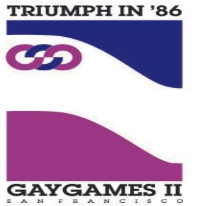 TRIUMPH IN '86
GAYGAMES II
SAN FRANCISCO